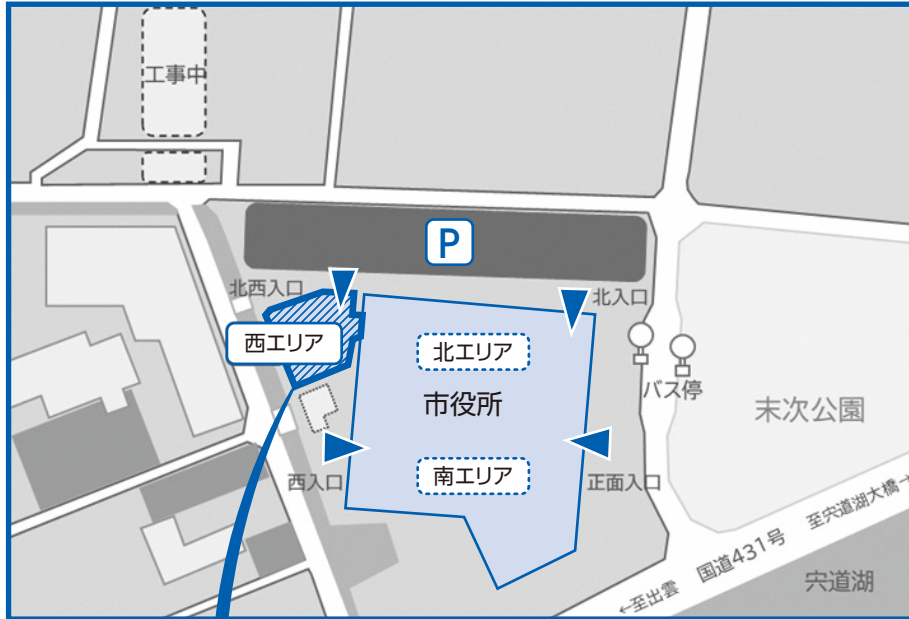 工事中
P
北西入口
北入口
西エリア
北エリア
バス停
市役所
末次公園
西入口
南エリア
正面入口
至宍道湖大橋→
国道431号
←至出雲
宍道湖